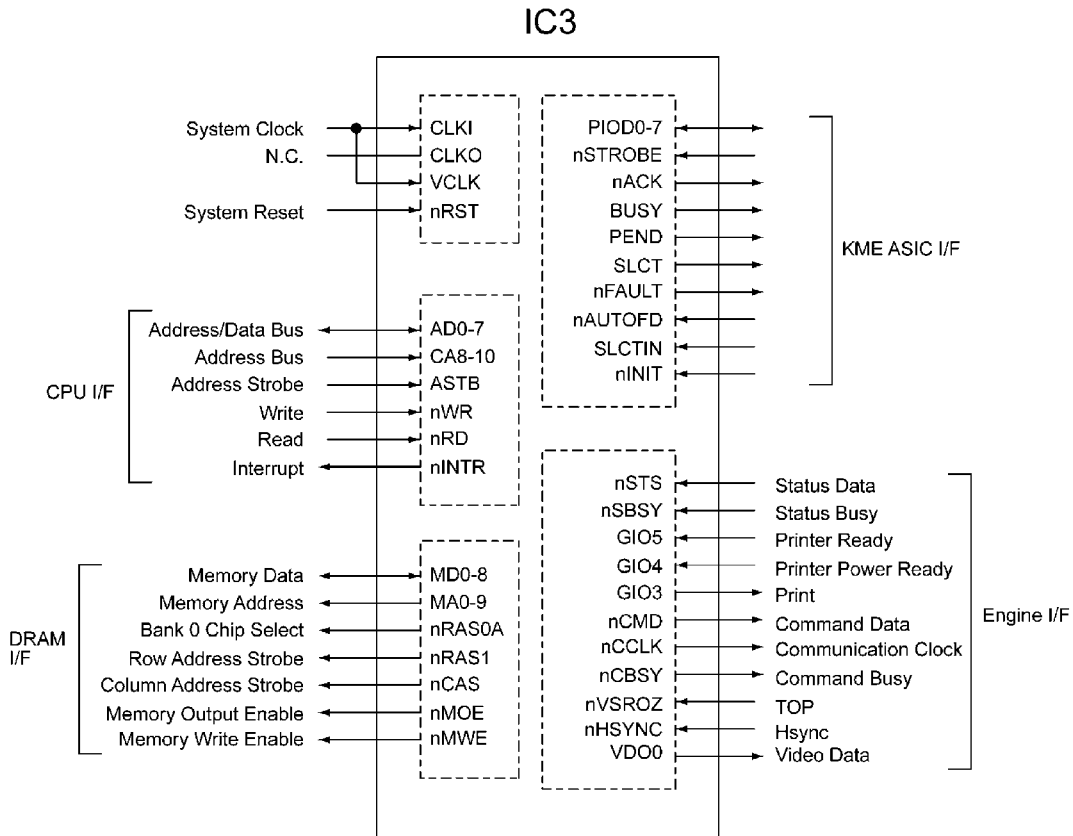 IC3
System Clock CLKI
N.C. CLKO
VCLK
System Reset nRST
CPU I/F
Address/Data Bus AD0-7
Address Bus CA8-10
Address Strobe ASTB
Write nWR
Read nRD
Interrupt nINTR
DRAM
I/F
Memory Data MD0-8
Memory Address MA0-9
Bank 0 Chip Select nRAS0A
Row Address Strobe nRAS1
Column Address Strobe nCAS
Memory Output Enable nMOE
Memory Write Enable nMWE
PIOD0-7
nSTROBE
nACK
BUSY
PEND
SLCT
nFAULT
nAUTOFD
SLCTIN
nINIT
KME ASIC I/F
nSTS Status Data
nSBSY Status Busy
GIO5 Printer Ready
GIO4 Printer Power Ready
GIO3 Print
nCMD Command Data
nCCLK Communication Clock
nCBSY Command Busy
nVSROZ TOP
nHSYNC Hsync
VDO0 Video Data
Engine I/F